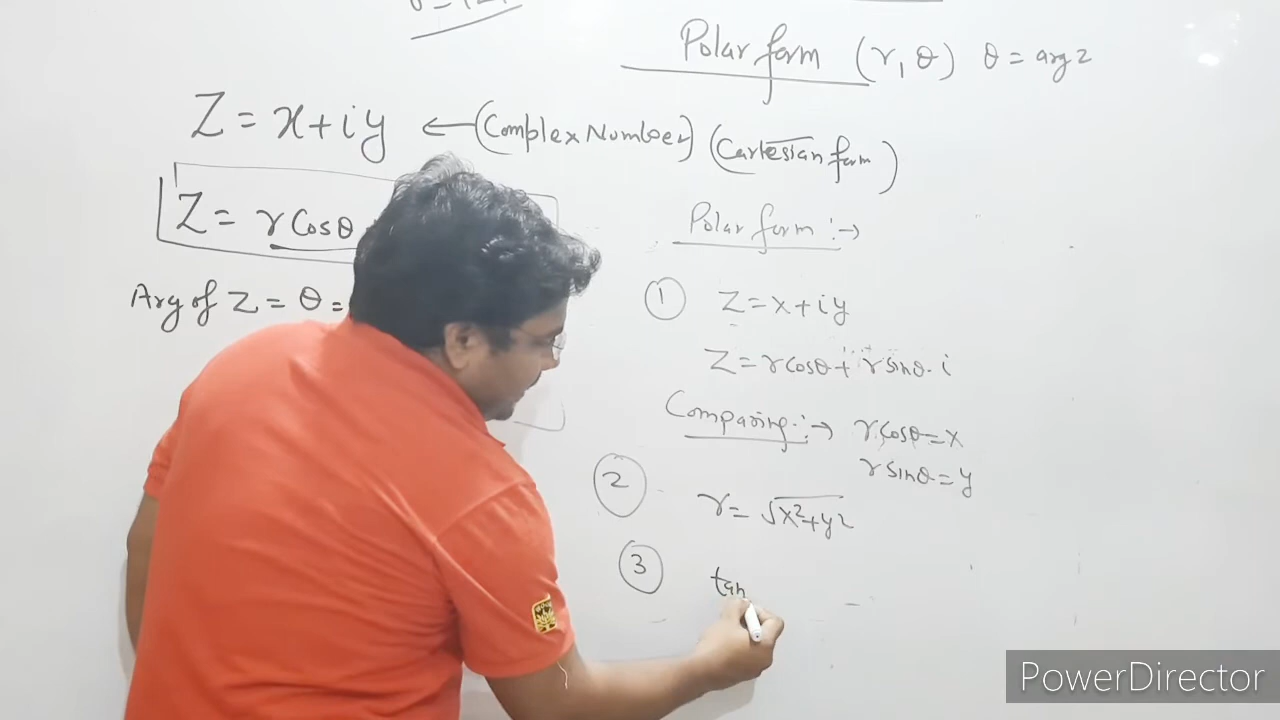 Polar form (r, θ) θ = arg z
Z = x+iy ← (Complex Number) (Cartesian form)
Z = r Cosθ
Polar form :→
Arg of Z = θ =
① Z = x+iy
Z = r cosθ + r sinθ. i
Comparing :→ r cosθ = x
r sinθ = y
② r = √x²+y²
③ tan
PowerDirector